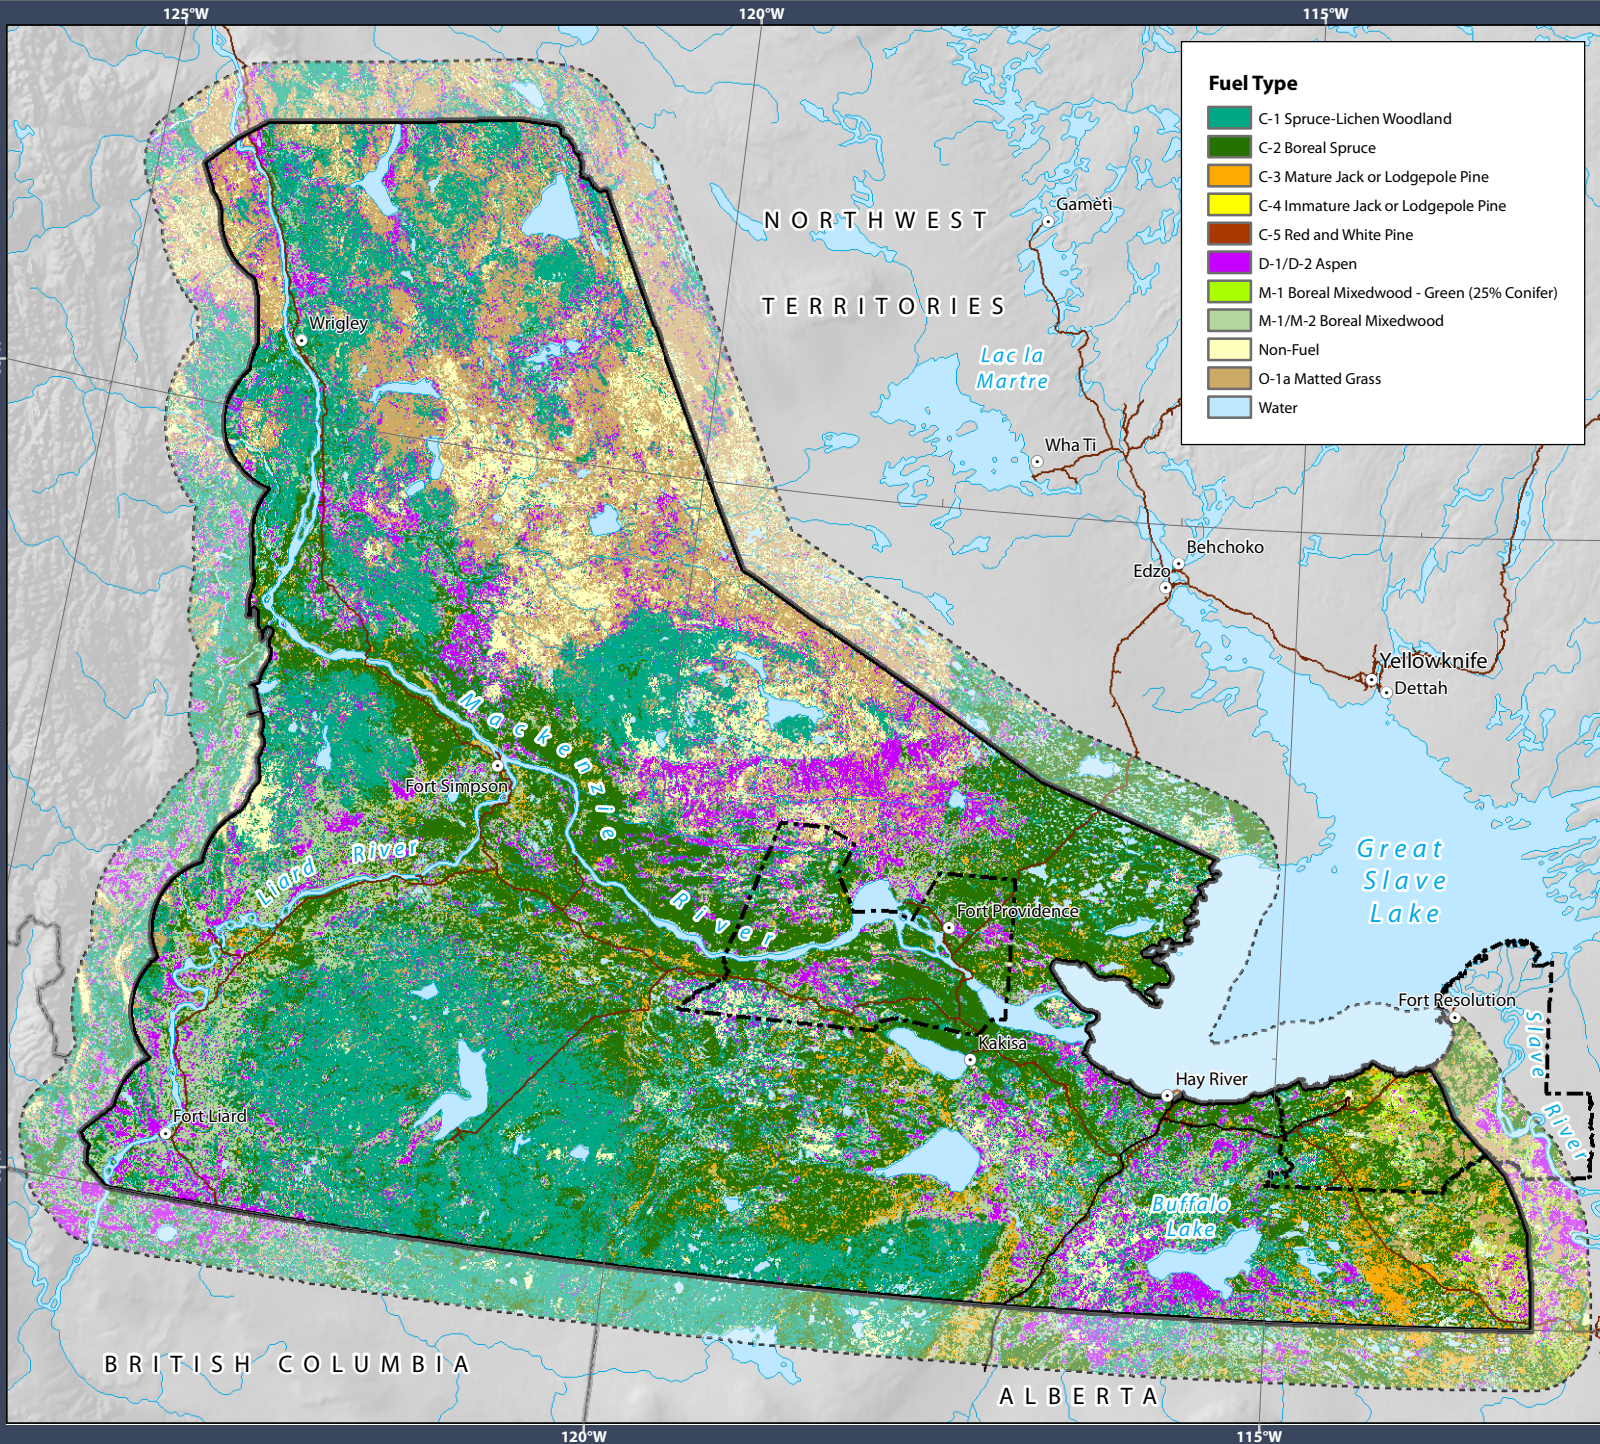 125°W
120°W
115°W
Fuel Type
C-1 Spruce-Lichen Woodland
C-2 Boreal Spruce
C-3 Mature Jack or Lodgepole Pine
C-4 Immature Jack or Lodgepole Pine
C-5 Red and White Pine
D-1/D-2 Aspen
M-1 Boreal Mixedwood - Green (25% Conifer)
M-1/M-2 Boreal Mixedwood
Non-Fuel
O-1a Matted Grass
Water
NORTHWEST
TERRITORIES
Gamètì
Wrigley
Lac la
Martre
Wha Ti
Behchoko
Edzo
Yellowknife
Dettah
Mackenzie
River
Fort Simpson
Liard River
Great
Slave
Lake
Fort Providence
Fort Resolution
Slave
River
Kakisa
Hay River
Fort Liard
Buffalo
Lake
BRITISH COLUMBIA
ALBERTA
120°W
115°W